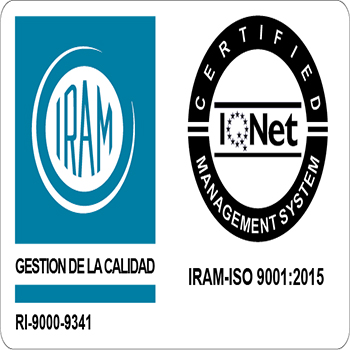 IRAM
GESTION DE LA CALIDAD
RI-9000-9341
CERTIFIED
IQNet
MANAGEMENT SYSTEM
IRAM-ISO 9001:2015